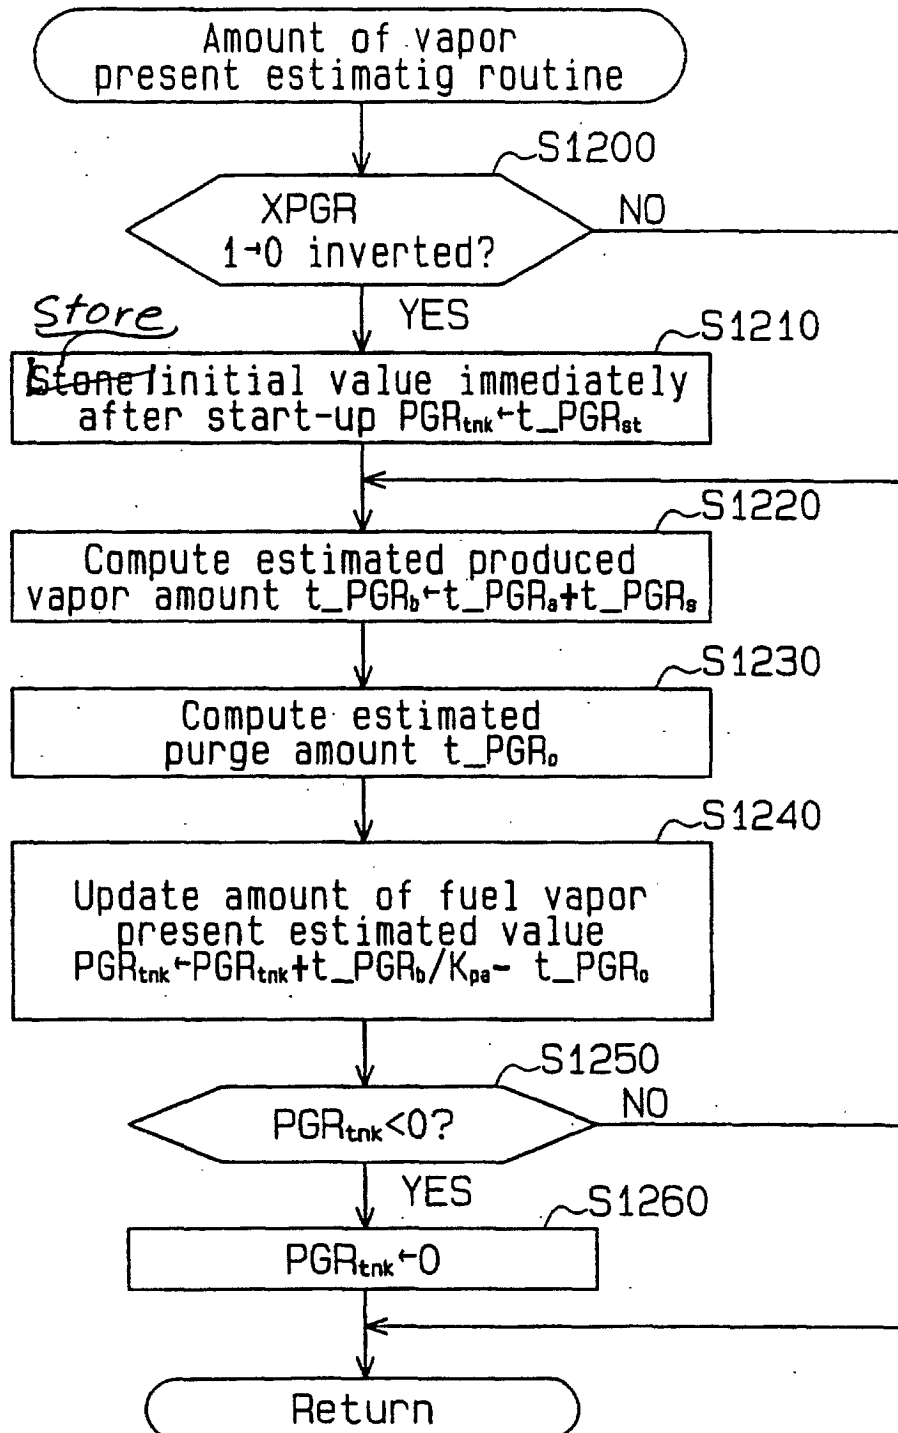 Amount of vapor
present estimatig routine
S1200
XPGR
1→0 inverted?
NO
YES
Store
S1210
Stone initial value immediately
after start-up PGRtnk←t_PGRst
S1220
Compute estimated produced
vapor amount t_PGRb←t_PGRa+t_PGRs
S1230
Compute estimated
purge amount t_PGRo
S1240
Update amount of fuel vapor
present estimated value
PGRtnk←PGRtnk+t_PGRb/Kpa- t_PGRo
S1250
PGRtnk<0?
NO
YES
S1260
PGRtnk←0
Return